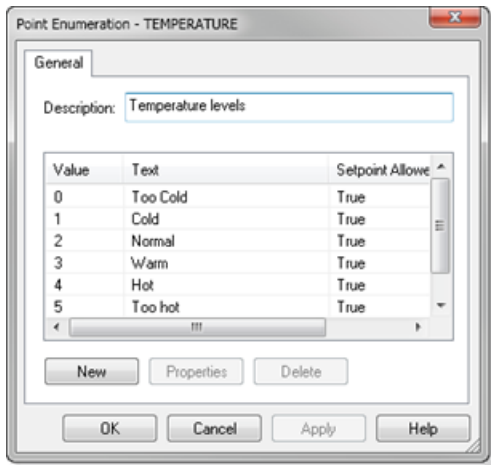 Point Enumeration - TEMPERATURE
General
Description: Temperature levels
Value Text Setpoint Allowe
0 Too Cold True
1 Cold True
2 Normal True
3 Warm True
4 Hot True
5 Too hot True
New Properties Delete
OK Cancel Apply Help